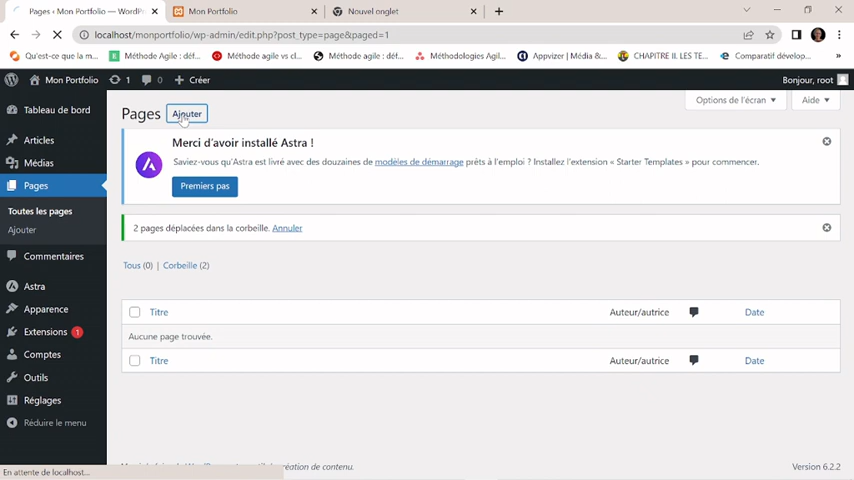 Pages ‹ Mon Portfolio — WordPr
Mon Portfolio
Nouvel onglet
localhost/monportfolio/wp-admin/edit.php?post_type=page&paged=1
Qu'est-ce que la m...
Méthode Agile : déf...
Méthode agile vs cl...
Méthode Agile : déf...
Méthodologies Agil...
Appvizer | Média &...
CHAPITRE II. LES TE...
Comparatif dévelop...
Mon Portfolio
1
0
Créer
Bonjour, root
Tableau de bord
Articles
Médias
Pages
Toutes les pages
Ajouter
Commentaires
Astra
Apparence
Extensions 1
Comptes
Outils
Réglages
Réduire le menu
Pages
Ajouter
Options de l'écran
Aide
Merci d'avoir installé Astra !
Saviez-vous qu'Astra est livré avec des douzaines de modèles de démarrage prêts à l'emploi ? Installez l'extension « Starter Templates » pour commencer.
Premiers pas
2 pages déplacées dans la corbeille. Annuler
Tous (0) | Corbeille (2)
Titre
Auteur/autrice
Date
Aucune page trouvée.
Titre
Auteur/autrice
Date
création de contenu.
Version 6.2.2
En attente de localhost...